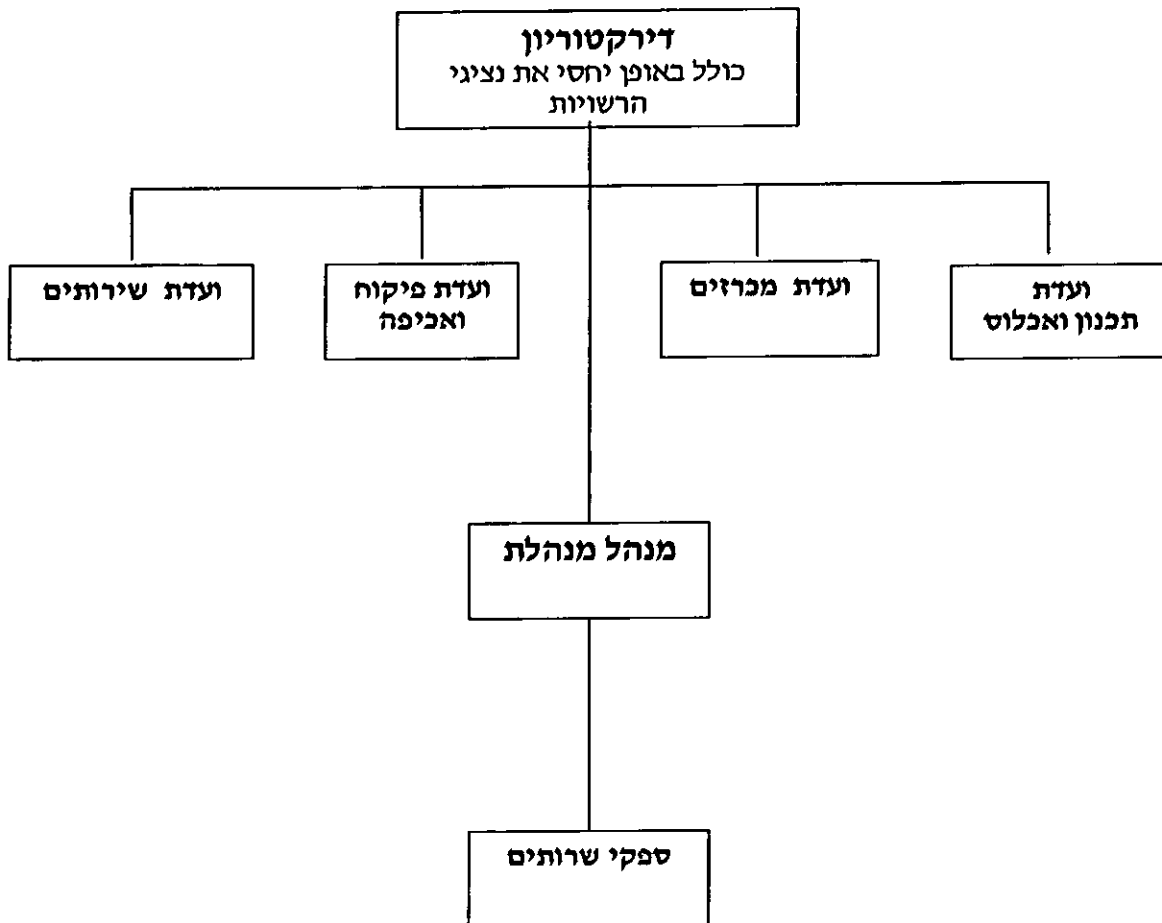 דירקטוריון
כולל באופן יחסי את נציגי
הרשויות
ועדת
תכנון ואכלוס
ועדת מכרזים
ועדת פיקוח
ואכיפה
ועדת שירותים
מנהל מנהלת
ספקי שרותים